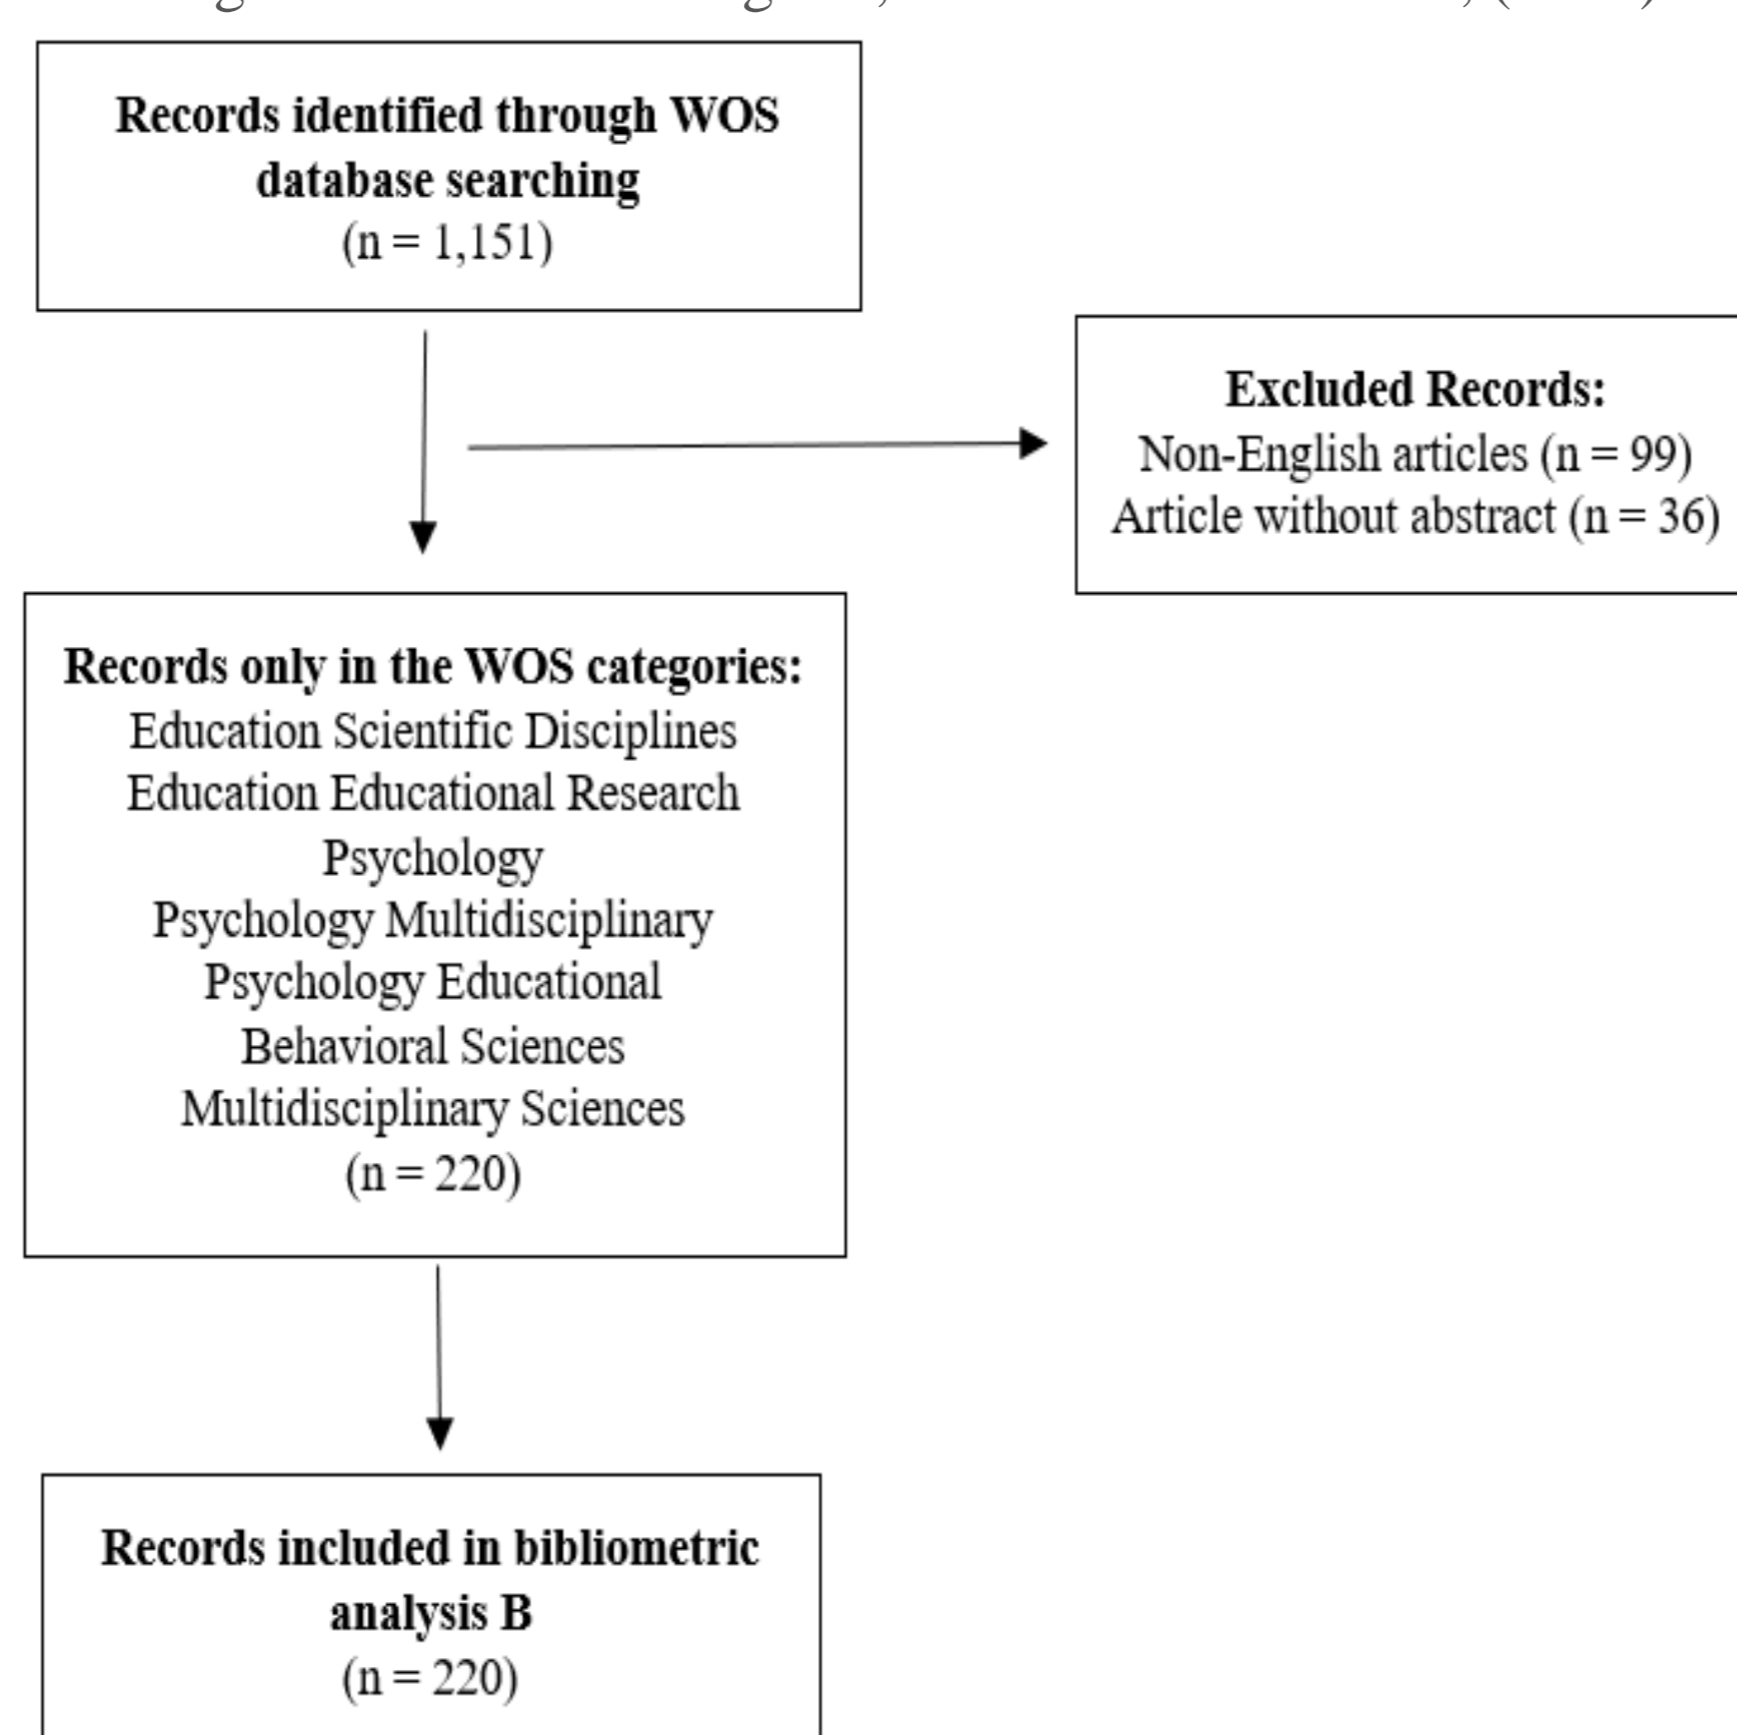 Records identified through WOS
database searching
(n = 1,151)
Excluded Records:
Non-English articles (n = 99)
Article without abstract (n = 36)
Records only in the WOS categories:
Education Scientific Disciplines
Education Educational Research
Psychology
Psychology Multidisciplinary
Psychology Educational
Behavioral Sciences
Multidisciplinary Sciences
(n = 220)
Records included in bibliometric
analysis B
(n = 220)